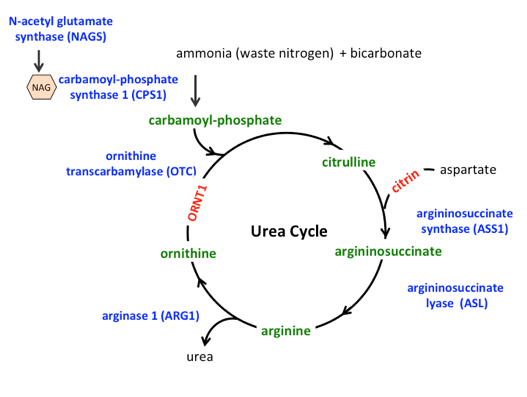 N-acetyl glutamate
synthase (NAGS)
ammonia (waste nitrogen) + bicarbonate
NAG
carbamoyl-phosphate
synthase 1 (CPS1)
carbamoyl-phosphate
ornithine
transcarbamylase (OTC)
citrulline
citrin
aspartate
ORNT1
argininosuccinate
synthase (ASS1)
Urea Cycle
ornithine
argininosuccinate
argininosuccinate
lyase (ASL)
arginase 1 (ARG1)
arginine
urea